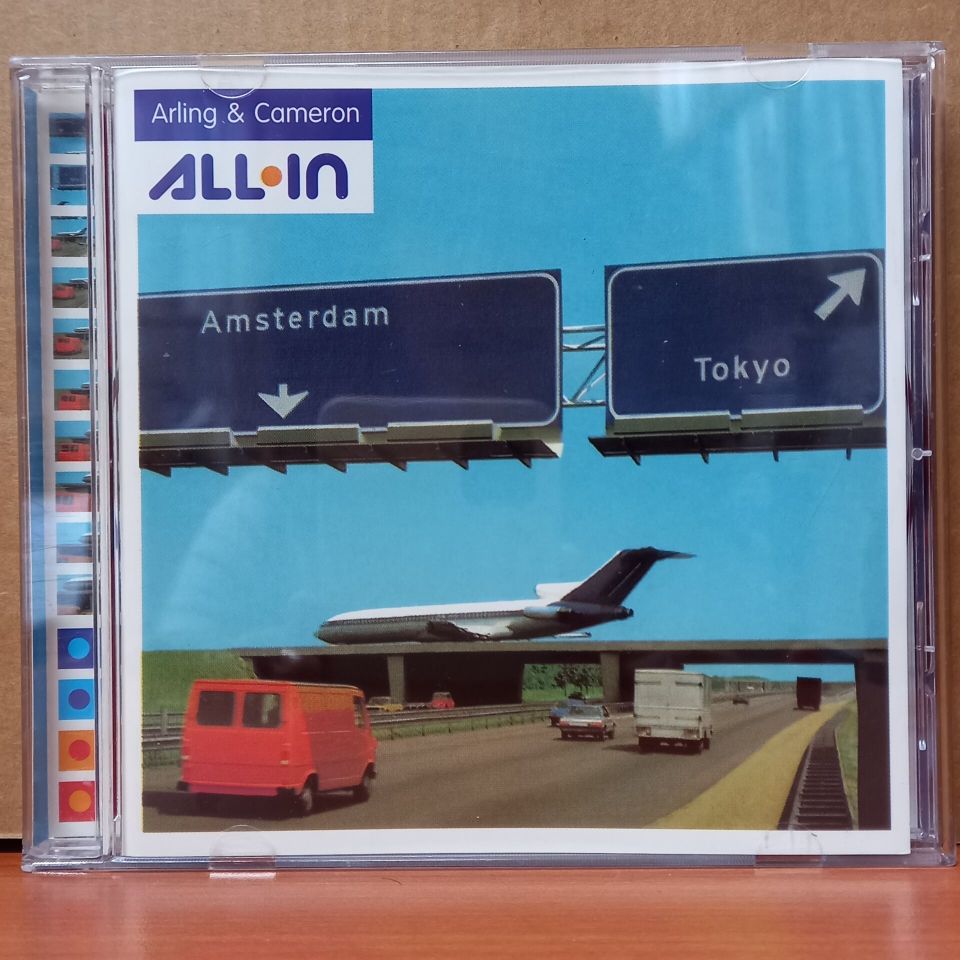 Arling & Cameron
ALL•IN
Amsterdam
Tokyo